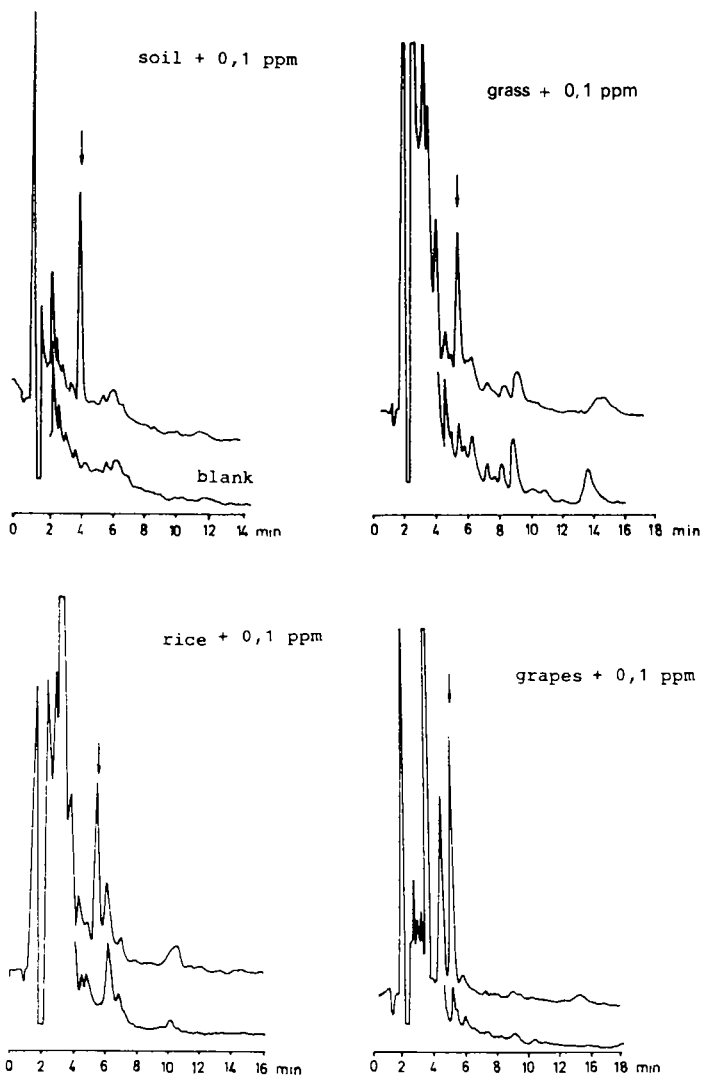 soil + 0,1 ppm
blank
0 2 4 6 8 10 12 14 min
grass + 0,1 ppm
0 2 4 6 8 10 12 14 16 18 min
rice + 0,1 ppm
0 2 4 6 8 10 12 14 16 min
grapes + 0,1 ppm
0 2 4 6 8 10 12 14 16 18 min